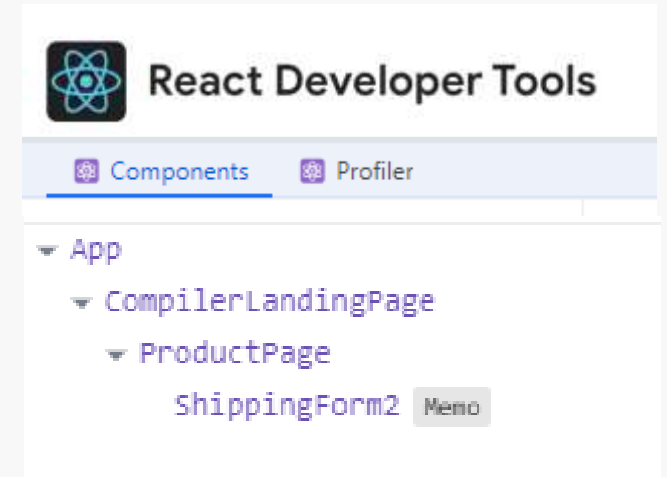 React Developer Tools
Components Profiler
App
CompilerLandingPage
ProductPage
ShippingForm2 Memo